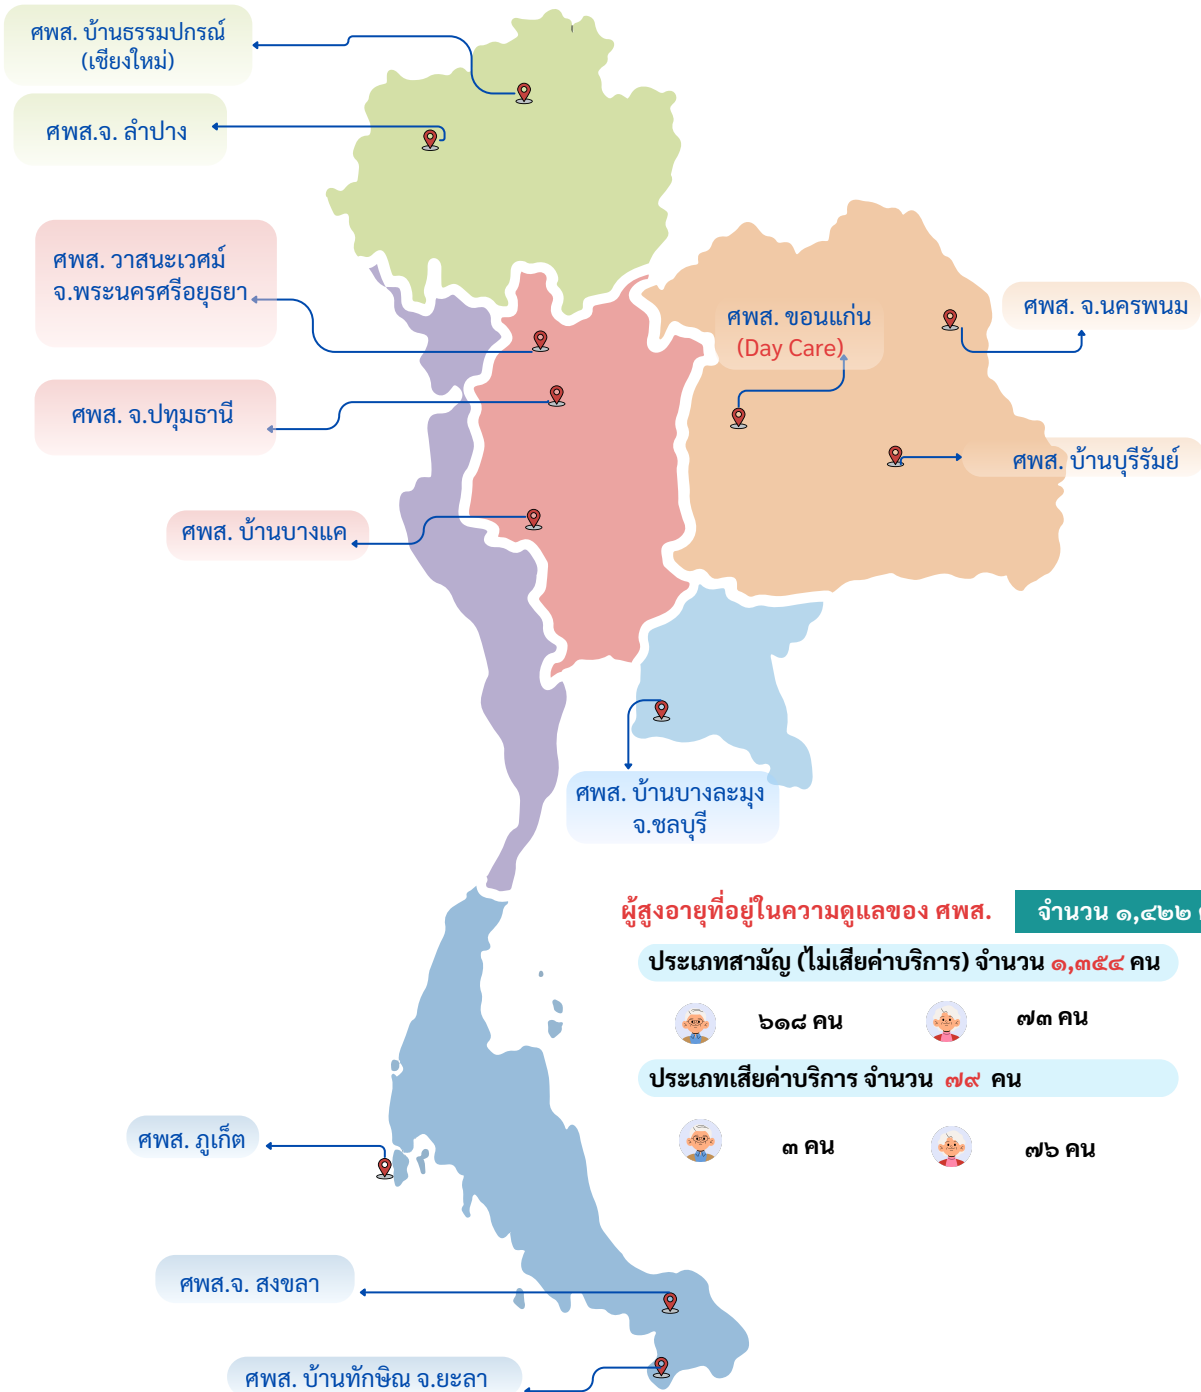 ศพส. บ้านธรรมปกรณ์
(เชียงใหม่)
ศพส.จ. ลำปาง
ศพส. วาสนะเวศม์
จ.พระนครศรีอยุธยา
ศพส. จ.ปทุมธานี
ศพส. บ้านบางแค
ศพส. ขอนแก่น
(Day Care)
ศพส. จ.นครพนม
ศพส. บ้านบุรีรัมย์
ศพส. บ้านบางละมุง
จ.ชลบุรี
ผู้สูงอายุที่อยู่ในความดูแลของ ศพส.
จำนวน ๑,๔๒๒
ประเภทสามัญ (ไม่เสียค่าบริการ) จำนวน ๑,๓๕๔ คน
๖๑๘ คน
๗๓ คน
ประเภทเสียค่าบริการ จำนวน ๗๙ คน
๓ คน
๗๖ คน
ศพส. ภูเก็ต
ศพส.จ. สงขลา
ศพส. บ้านทักษิณ จ.ยะลา